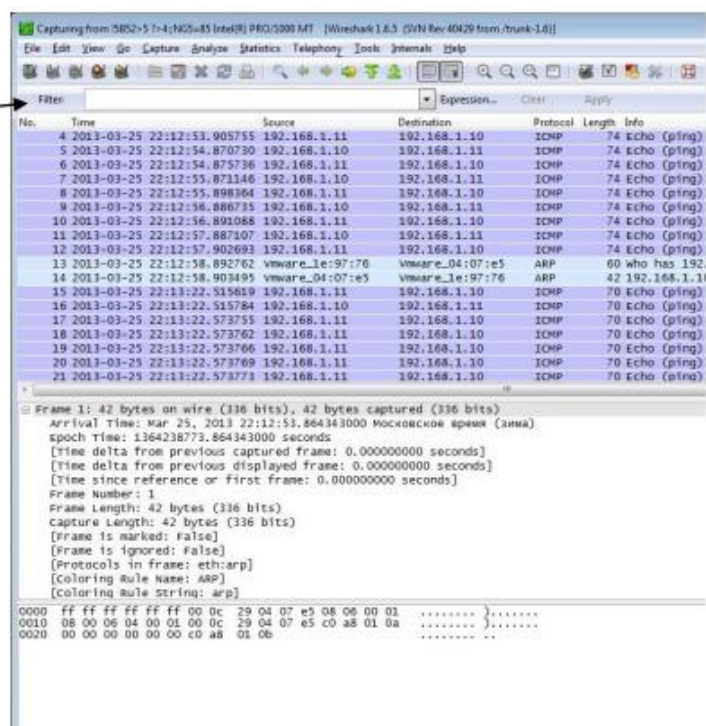 Capturing from !5852>5 7>4;!NGS=85 Intel(R) PRO/1000 MT [Wireshark 1.6.5 (SVN Rev 40429 from /trunk-1.6)]
File Edit View Go Capture Analyze Statistics Telephony Tools Internals Help
Filter: Expression... Clear Apply
No. Time Source Destination Protocol Length Info
4 2013-03-25 22:12:53.905755 192.168.1.11 192.168.1.10 ICMP 74 Echo (ping)
5 2013-03-25 22:12:54.870730 192.168.1.10 192.168.1.11 ICMP 74 Echo (ping)
6 2013-03-25 22:12:54.875736 192.168.1.11 192.168.1.10 ICMP 74 Echo (ping)
7 2013-03-25 22:12:55.871146 192.168.1.10 192.168.1.11 ICMP 74 Echo (ping)
8 2013-03-25 22:12:55.898364 192.168.1.11 192.168.1.10 ICMP 74 Echo (ping)
9 2013-03-25 22:12:56.886735 192.168.1.10 192.168.1.11 ICMP 74 Echo (ping)
10 2013-03-25 22:12:56.891088 192.168.1.11 192.168.1.10 ICMP 74 Echo (ping)
11 2013-03-25 22:12:57.887107 192.168.1.10 192.168.1.11 ICMP 74 Echo (ping)
12 2013-03-25 22:12:57.902693 192.168.1.11 192.168.1.10 ICMP 74 Echo (ping)
13 2013-03-25 22:12:58.892762 Vmware_1e:97:76 Vmware_04:07:e5 ARP 60 Who has 192.
14 2013-03-25 22:12:58.903495 Vmware_04:07:e5 Vmware_1e:97:76 ARP 42 192.168.1.10
15 2013-03-25 22:13:22.515619 192.168.1.11 192.168.1.10 ICMP 70 Echo (ping)
16 2013-03-25 22:13:22.515784 192.168.1.10 192.168.1.11 ICMP 70 Echo (ping)
17 2013-03-25 22:13:22.573755 192.168.1.11 192.168.1.10 ICMP 70 Echo (ping)
18 2013-03-25 22:13:22.573762 192.168.1.11 192.168.1.10 ICMP 70 Echo (ping)
19 2013-03-25 22:13:22.573766 192.168.1.11 192.168.1.10 ICMP 70 Echo (ping)
20 2013-03-25 22:13:22.573769 192.168.1.11 192.168.1.10 ICMP 70 Echo (ping)
21 2013-03-25 22:13:22.573773 192.168.1.11 192.168.1.10 ICMP 70 Echo (ping)
Frame 1: 42 bytes on wire (336 bits), 42 bytes captured (336 bits)
Arrival Time: Mar 25, 2013 22:12:53.864343000 Московское время (зима)
Epoch Time: 1364238773.864343000 seconds
[Time delta from previous captured frame: 0.000000000 seconds]
[Time delta from previous displayed frame: 0.000000000 seconds]
[Time since reference or first frame: 0.000000000 seconds]
Frame Number: 1
Frame Length: 42 bytes (336 bits)
Capture Length: 42 bytes (336 bits)
[Frame is marked: False]
[Frame is ignored: False]
[Protocols in frame: eth:arp]
[Coloring Rule Name: ARP]
[Coloring Rule String: arp]
0000 ff ff ff ff ff ff 00 0c 29 04 07 e5 08 06 00 01 ........ ).......
0010 08 00 06 04 00 01 00 0c 29 04 07 e5 c0 a8 01 0a ........ ).......
0020 00 00 00 00 00 00 c0 a8 01 0b ........ ..